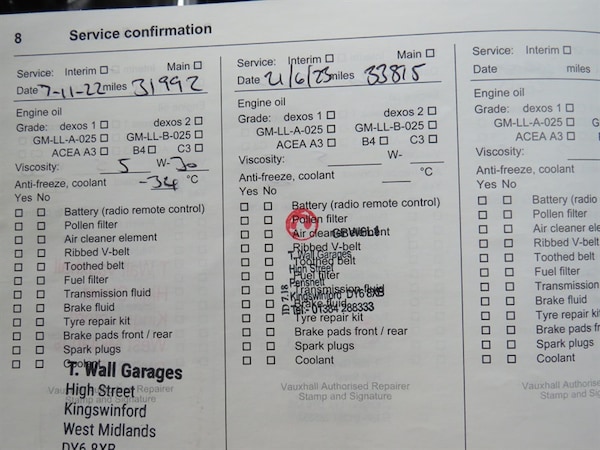 8 Service confirmation
Service: Interim ☐ Main ☐
Date 7-11-22 miles 31992
Engine oil
Grade: dexos 1 ☐ dexos 2 ☐
GM-LL-A-025 ☐ GM-LL-B-025 ☐
ACEA A3 ☐ B4 ☐ C3 ☐
Viscosity: 5 W-30
Anti-freeze, coolant -34 °C
Yes No
☐ ☐ Battery (radio remote control)
☐ ☐ Pollen filter
☐ ☐ Air cleaner element
☐ ☐ Ribbed V-belt
☐ ☐ Toothed belt
☐ ☐ Fuel filter
☐ ☐ Transmission fluid
☐ ☐ Brake fluid
☐ ☐ Tyre repair kit
☐ ☐ Brake pads front / rear
☐ ☐ Spark plugs
☐ ☐ Coolant
T. Wall Garages
Vauxhall Authorised Repairer
High Street
Stamp and Signature
Kingswinford
West Midlands
DY6 8XB
Service: Interim ☐ Main ☐
Date 21/6/23 miles 33815
Engine oil
Grade: dexos 1 ☐ dexos 2 ☐
GM-LL-A-025 ☐ GM-LL-B-025 ☐
ACEA A3 ☐ B4 ☐ C3 ☐
Viscosity: W-
Anti-freeze, coolant °C
Yes No
☐ ☐ Battery (radio remote control)
☐ ☐ Pollen filter
☐ ☐ Air cleaner element
☐ ☐ Ribbed V-belt
T. Wall Garages
☐ ☐ Toothed belt
High Street
☐ ☐ Fuel filter
Pensnett
☐ ☐ Transmission fluid
Kingswinford DY6 8XB
☐ ☐ Brake fluid
Tel:- 01384 288333
☐ ☐ Tyre repair kit
☐ ☐ Brake pads front / rear
☐ ☐ Spark plugs
☐ ☐ Coolant
Vauxhall Authorised Repairer
Stamp and Signature
Service: Interim ☐
Date miles
Engine oil
Grade: dexos 1 ☐
GM-LL-A-025 ☐ G
ACEA A3 ☐
Viscosity:
Anti-freeze, coolant
Yes No
☐ ☐ Battery (radio
☐ ☐ Pollen filter
☐ ☐ Air cleaner ele
☐ ☐ Ribbed V-belt
☐ ☐ Toothed belt
☐ ☐ Fuel filter
☐ ☐ Transmission
☐ ☐ Brake fluid
☐ ☐ Tyre repair kit
☐ ☐ Brake pads fr
☐ ☐ Spark plugs
☐ ☐ Coolant
Vauxhall Authorise
Stamp and Sig